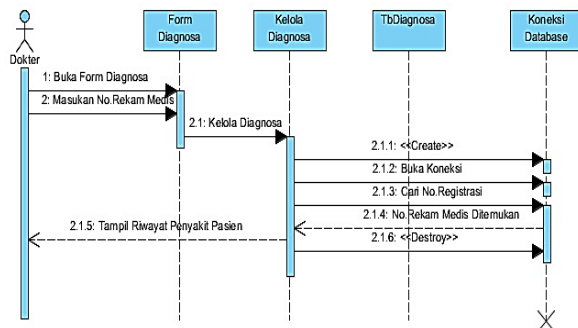 Form
Diagnosa
Kelola
Diagnosa
TbDiagnosa
Koneksi
Database
Dokter
1: Buka Form Diagnosa
2: Masukan No.Rekam Medis
2.1: Kelola Diagnosa
2.1.1: <<Create>>
2.1.2: Buka Koneksi
2.1.3: Cari No.Registrasi
2.1.4: No.Rekam Medis Ditemukan
2.1.5: Tampil Riwayat Penyakit Pasien
2.1.6: <<Destroy>>